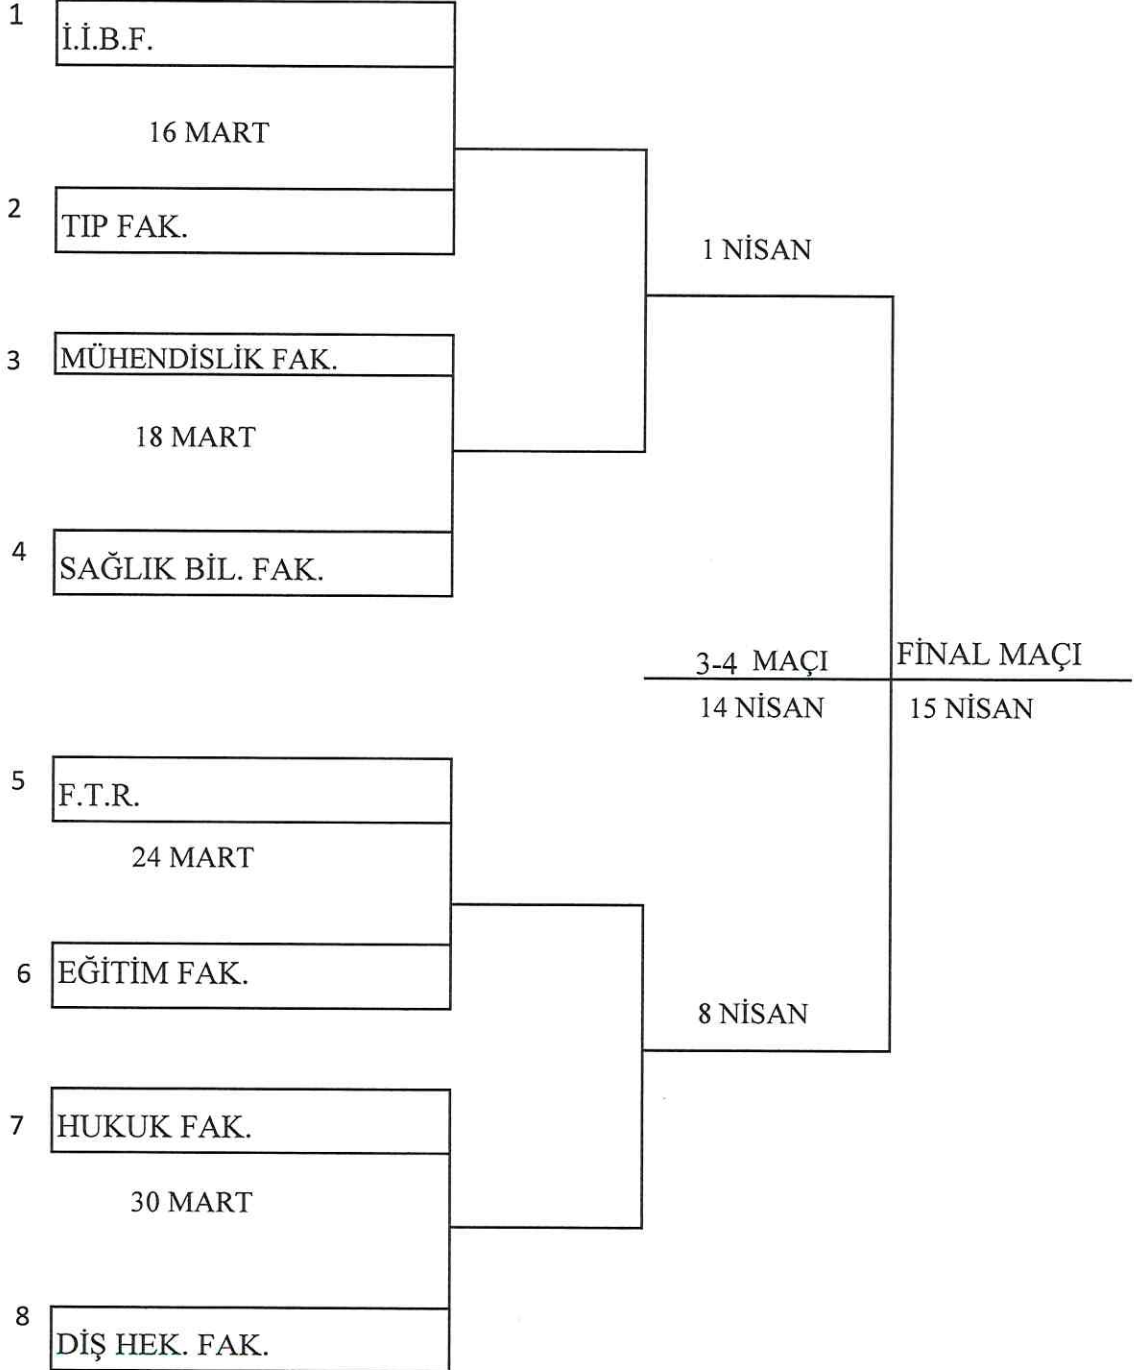 1
İ.İ.B.F.
16 MART
2
TIP FAK.
1 NİSAN
3
MÜHENDİSLİK FAK.
18 MART
4
SAĞLIK BİL. FAK.
3-4 MAÇI
FİNAL MAÇI
14 NİSAN
15 NİSAN
5
F.T.R.
24 MART
6
EĞİTİM FAK.
8 NİSAN
7
HUKUK FAK.
30 MART
8
DİŞ HEK. FAK.